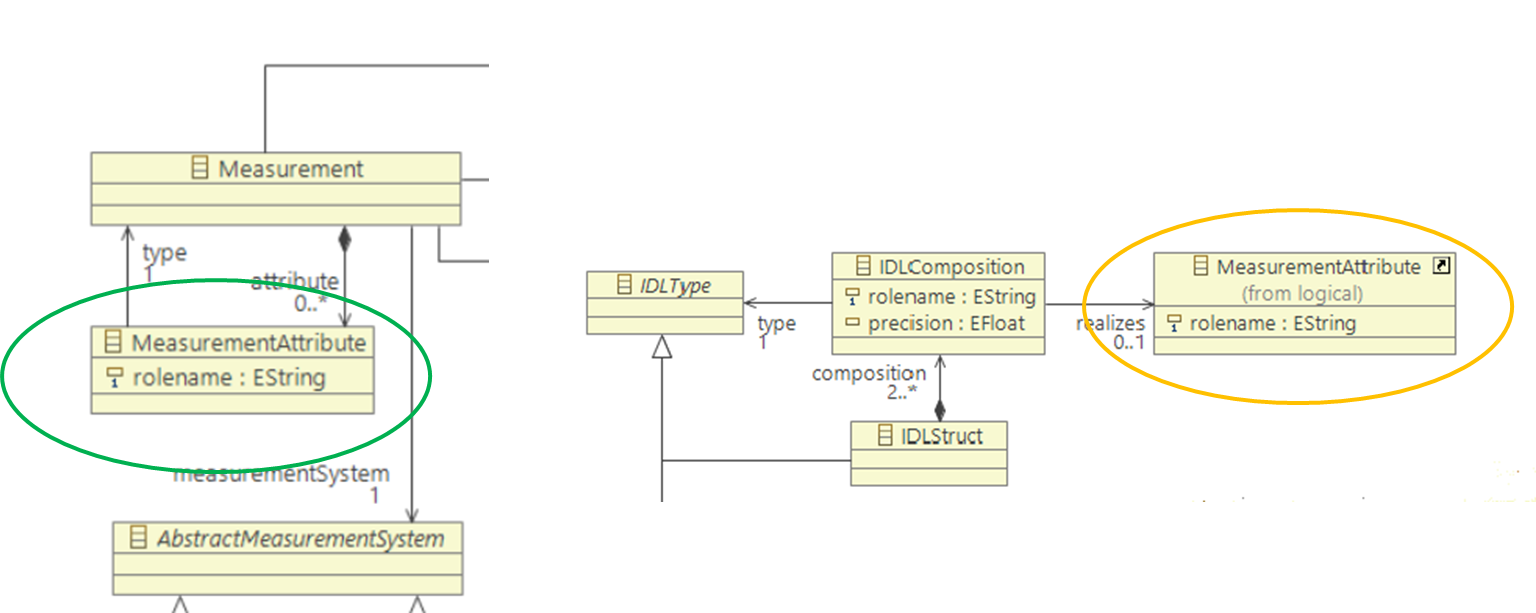 Measurement
type
1
attribute
0..*
MeasurementAttribute
rolename : EString
measurementSystem
1
AbstractMeasurementSystem
IDLType
type
1
IDLComposition
rolename : EString
precision : EFloat
composition
2..*
IDLStruct
realizes
0..1
MeasurementAttribute
(from logical)
rolename : EString